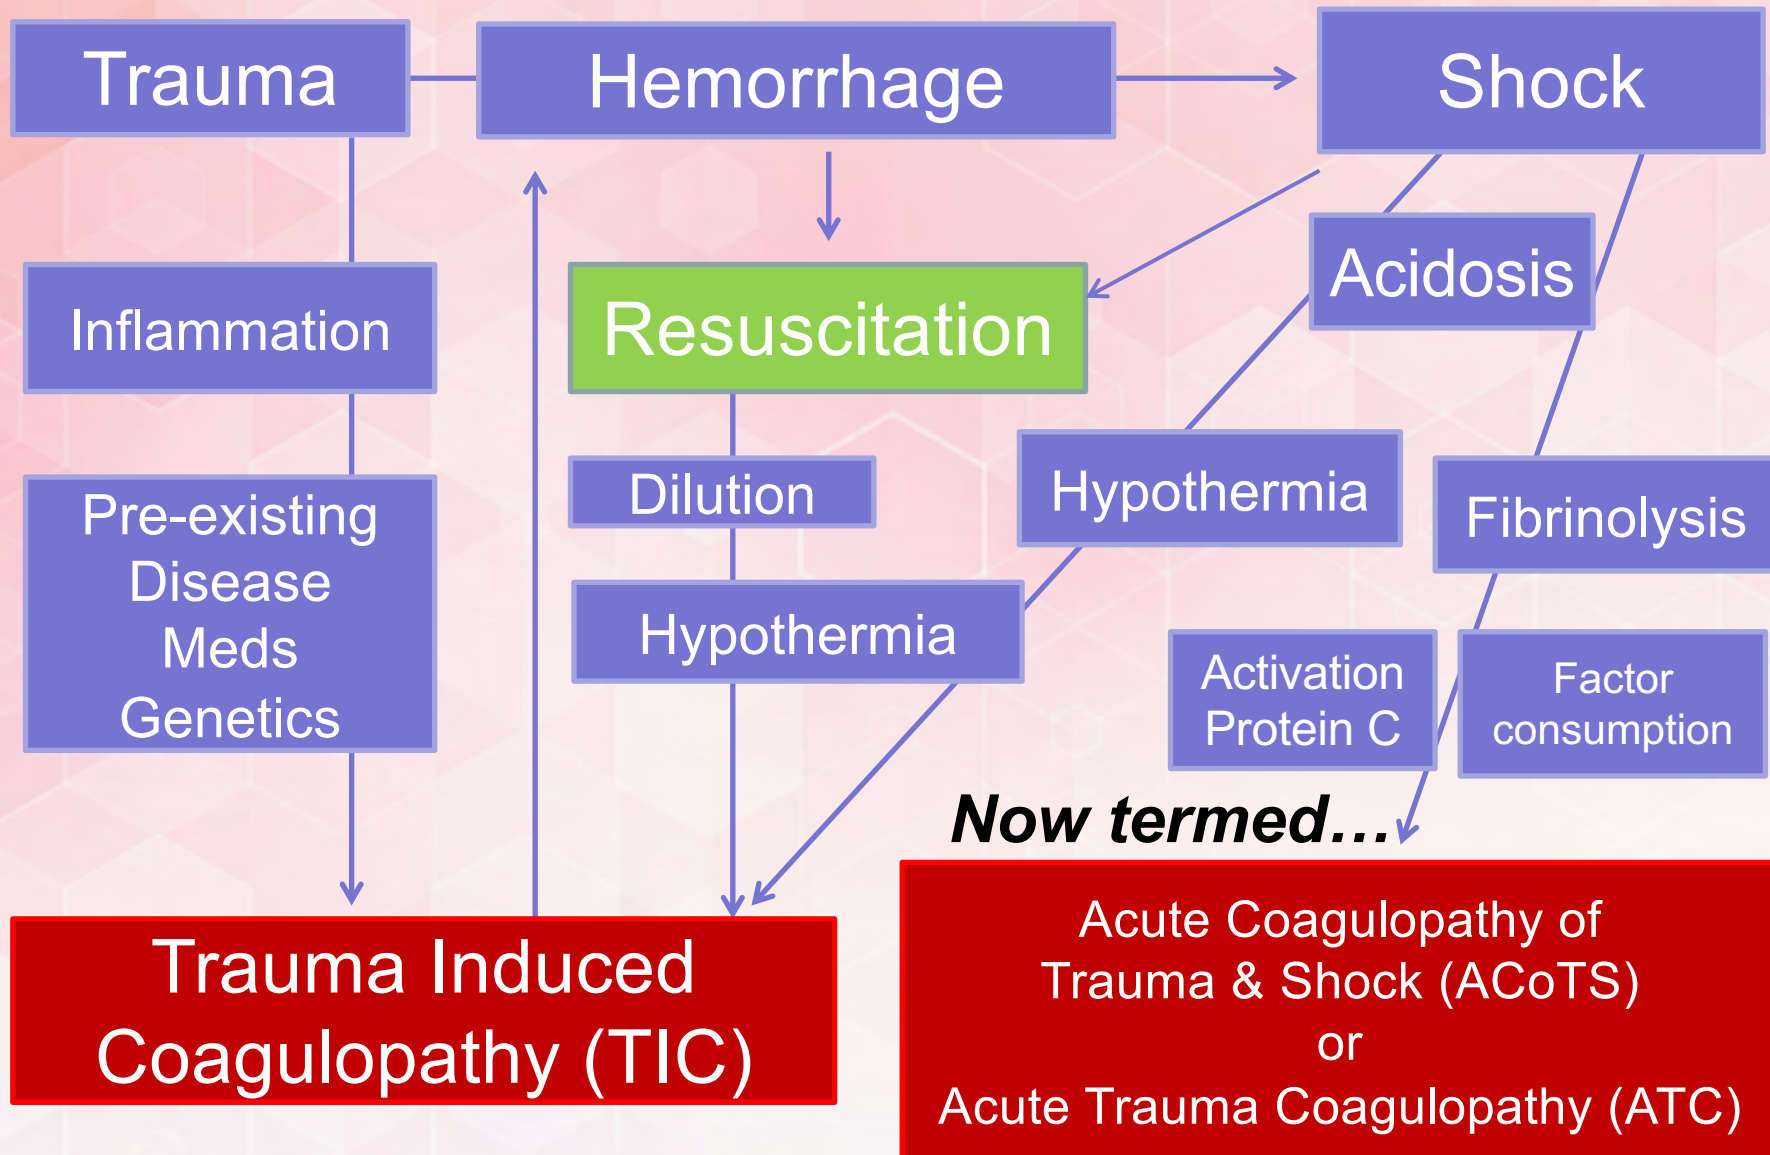 Trauma
Hemorrhage
Shock
Acidosis
Inflammation
Resuscitation
Hypothermia
Dilution
Fibrinolysis
Pre-existing
Disease
Meds
Genetics
Hypothermia
Activation
Protein C
Factor
consumption
Now termed…
Trauma Induced
Coagulopathy (TIC)
Acute Coagulopathy of
Trauma & Shock (ACoTS)
or
Acute Trauma Coagulopathy (ATC)